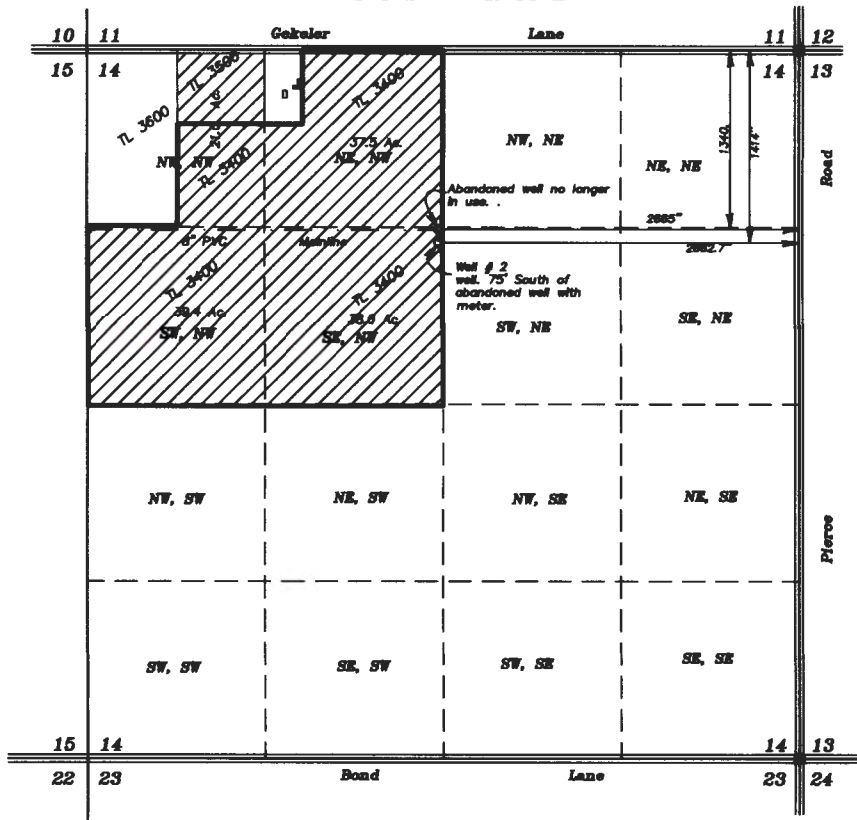 10 11
Gekeler
Lane
11 12
15 14
14 13
TL 3500
TL 3400
TL 3600
37.5 Ac.
NW, NW
NE, NW
TL 3400
NW, NE
NE, NE
1340'
1414'
Road
Abandoned well no longer
in use. .
2665'
8" PVC
Mainline
2662.7'
Well # 2
well. 75' South of
abandoned well with
meter.
TL 3400
TL 3400
39.4 Ac.
SW, NW
SE, NW
SW, NE
SE, NE
NW, SW
NE, SW
NW, SE
NE, SE
Pierce
SW, SW
SE, SW
SW, SE
SE, SE
15 14
14 13
22 23
Bond
Lane
23 24